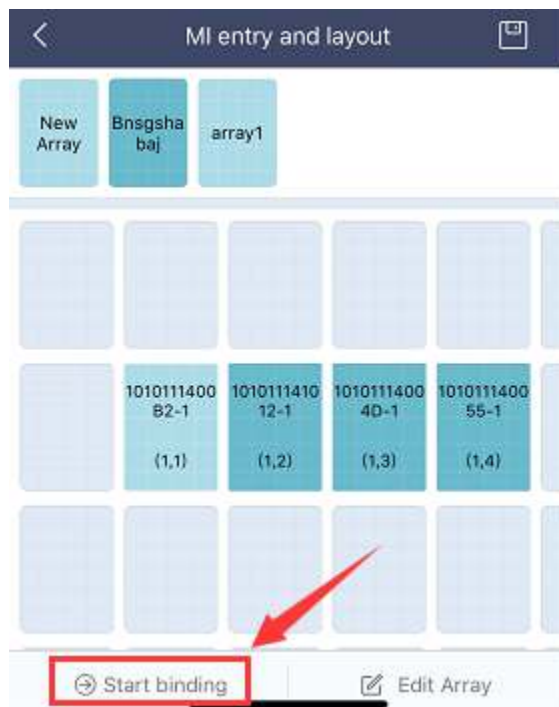 MI entry and layout
New
Array
Bnsgsha
baj
array1
1010111400
B2-1
(1,1)
1010111410
12-1
(1,2)
1010111400
4D-1
(1,3)
1010111400
55-1
(1,4)
Start binding
Edit Array